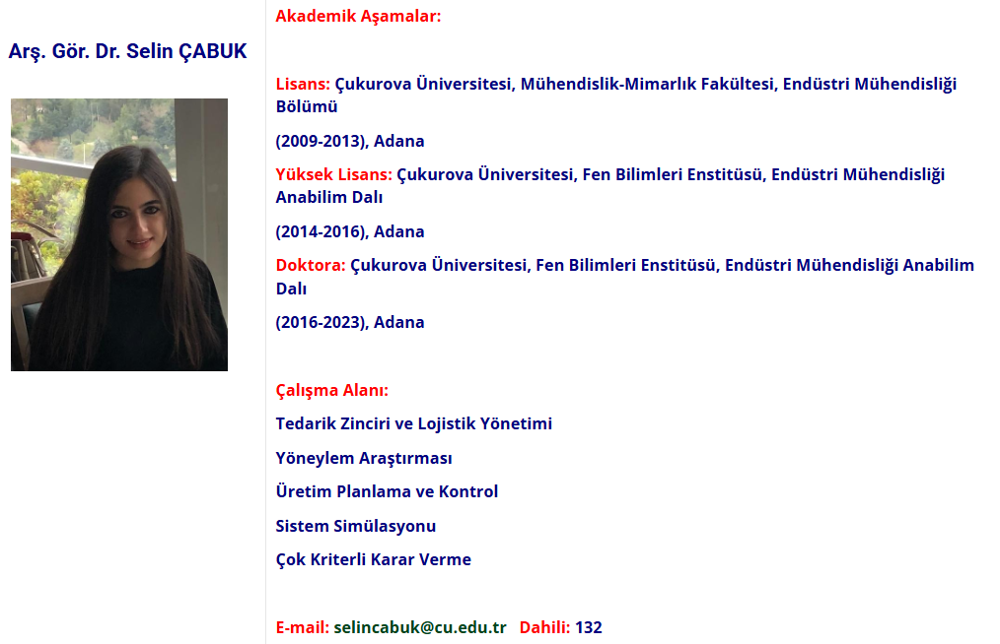 Arş. Gör. Dr. Selin ÇABUK
Akademik Aşamalar:
Lisans: Çukurova Üniversitesi, Mühendislik-Mimarlık Fakültesi, Endüstri Mühendisliği
Bölümü
(2009-2013), Adana
Yüksek Lisans: Çukurova Üniversitesi, Fen Bilimleri Enstitüsü, Endüstri Mühendisliği
Anabilim Dalı
(2014-2016), Adana
Doktora: Çukurova Üniversitesi, Fen Bilimleri Enstitüsü, Endüstri Mühendisliği Anabilim
Dalı
(2016-2023), Adana
Çalışma Alanı:
Tedarik Zinciri ve Lojistik Yönetimi
Yöneylem Araştırması
Üretim Planlama ve Kontrol
Sistem Simülasyonu
Çok Kriterli Karar Verme
E-mail: selincabuk@cu.edu.tr Dahili: 132